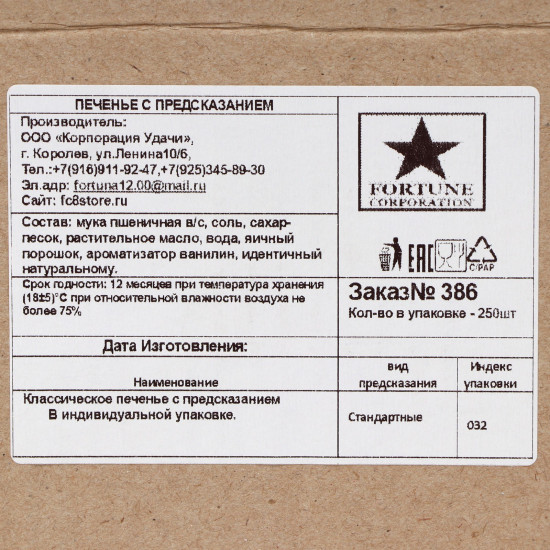 ПЕЧЕНЬЕ С ПРЕДСКАЗАНИЕМ
Производитель:
ООО «Корпорация Удачи»,
г. Королев, ул.Ленина10/6,
Тел.:+7(916)911-92-47,+7(925)345-89-30
Эл.адр: fortuna12.00@mail.ru
Сайт: fc8store.ru
Состав: мука пшеничная в/с, соль, сахар-
песок, растительное масло, вода, яичный
порошок, ароматизатор ванилин, идентичный
натуральному.
Срок годности: 12 месяцев при температура хранения
(18±5)°С при относительной влажности воздуха не
более 75%
FORTUNE
CORPORATION
EAC
C/PAP
Заказ№ 386
Кол-во в упаковке - 250шт
Дата Изготовления:
Наименование
вид
предсказания
Индекс
упаковки
Классическое печенье с предсказанием
В индивидуальной упаковке.
Стандартные
032